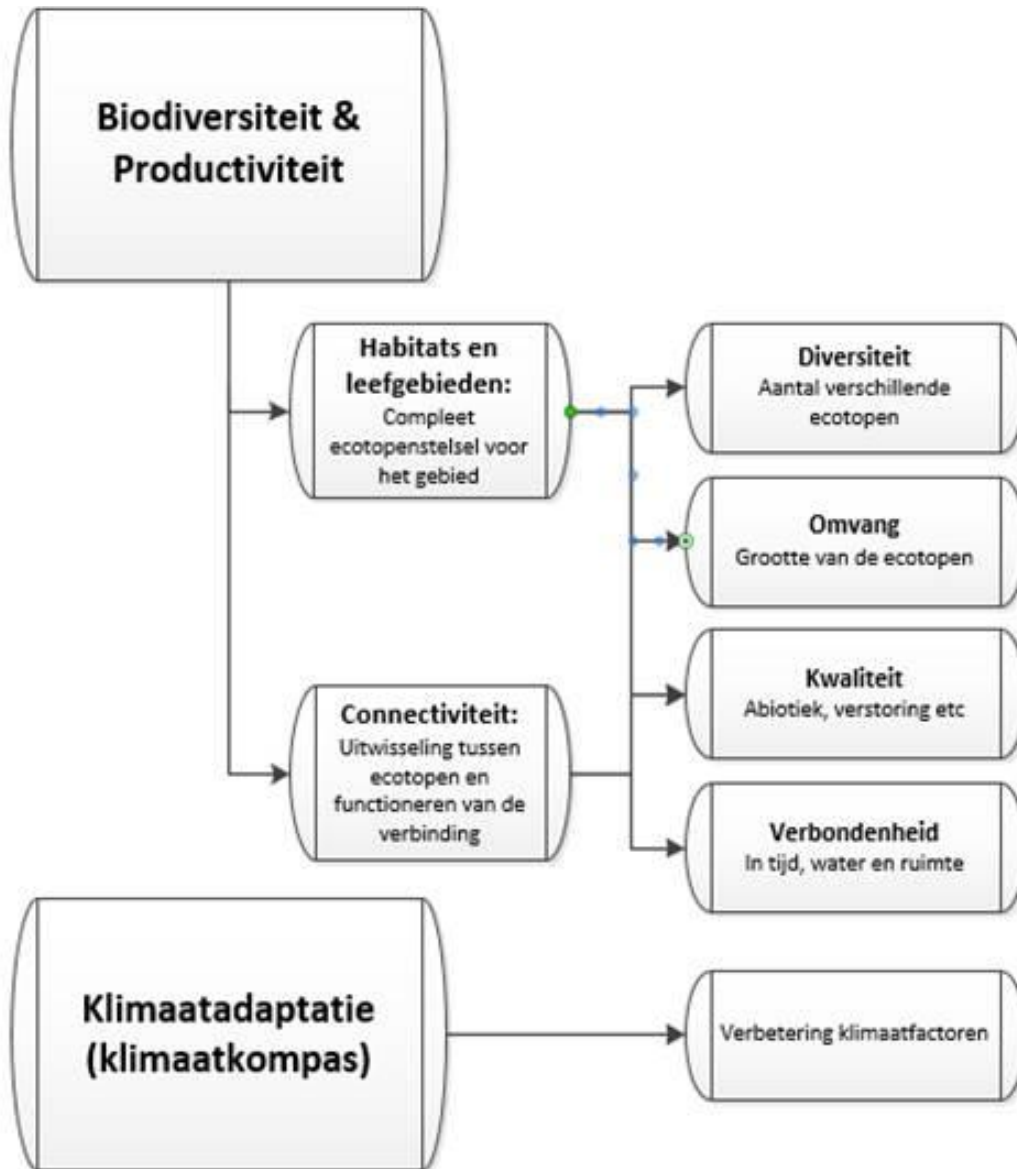 Biodiversiteit &
Productiviteit
Habitats en
leefgebieden:
Compleet
ecotopenstelsel voor
het gebied
Diversiteit
Aantal verschillende
ecotopen
Omvang
Grootte van de ecotopen
Kwaliteit
Abiotiek, verstoring etc
Connectiviteit:
Uitwisseling tussen
ecotopen en
functioneren van de
verbinding
Verbondenheid
In tijd, water en ruimte
Klimaatadaptatie
(klimaatkompas)
Verbetering klimaatfactoren